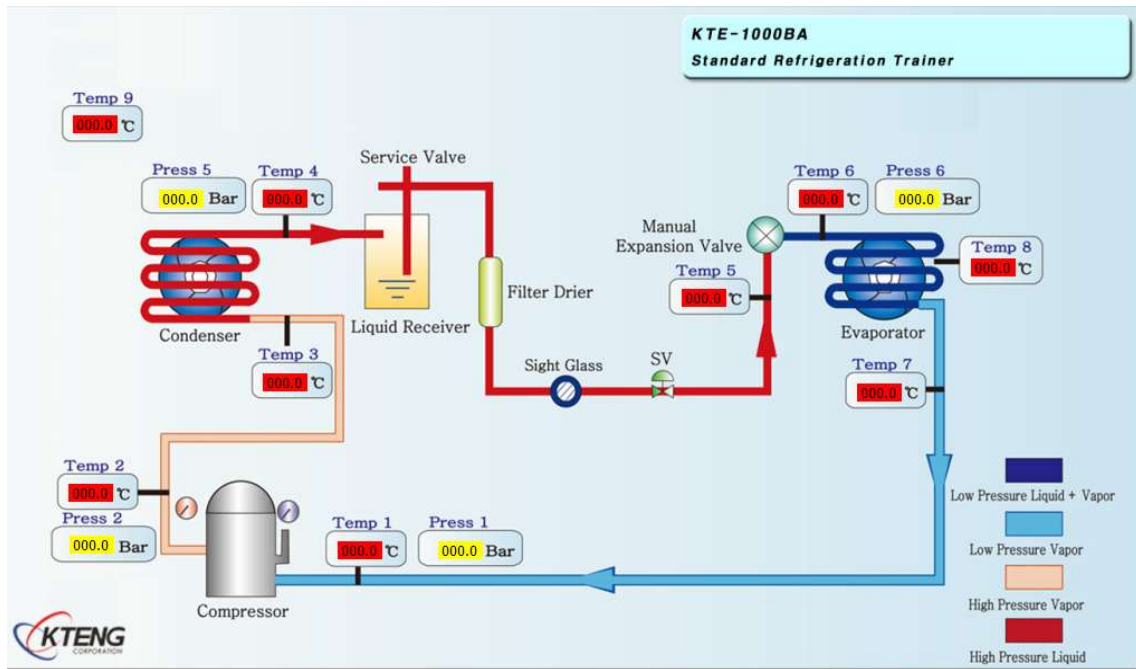 KTE-1000BA
Standard Refrigeration Trainer
Temp 9
000.0 ℃
Service Valve
Press 5
000.0 Bar
Temp 4
000.0 ℃
Temp 6
000.0 ℃
Press 6
000.0 Bar
Manual
Expansion Valve
Temp 8
000.0 ℃
Temp 5
000.0 ℃
Filter Drier
Condenser
Liquid Receiver
Evaporator
Temp 3
000.0 ℃
Sight Glass
SV
Temp 7
000.0 ℃
Temp 2
000.0 ℃
Press 2
000.0 Bar
Temp 1
000.0 ℃
Press 1
000.0 Bar
Compressor
Low Pressure Liquid + Vapor
Low Pressure Vapor
High Pressure Vapor
High Pressure Liquid
KTENG
CORPORATION